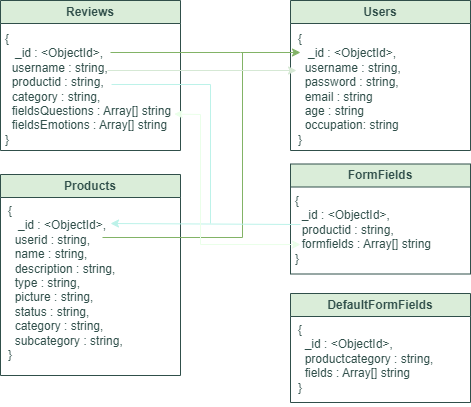 Reviews
{
_id : <ObjectId>,
username : string,
productid : string,
category : string,
fieldsQuestions : Array[] string
fieldsEmotions : Array[] string
}
Users
{
_id : <ObjectId>,
username : string,
password : string,
email : string
age : string
occupation: string
}
Products
{
_id : <ObjectId>,
userid : string,
name : string,
description : string,
type : string,
picture : string,
status : string,
category : string,
subcategory : string,
}
FormFields
{
_id : <ObjectId>,
productid : string,
formfields : Array[] string
}
DefaultFormFields
{
_id : <ObjectId>,
productcategory : string,
fields : Array[] string
}